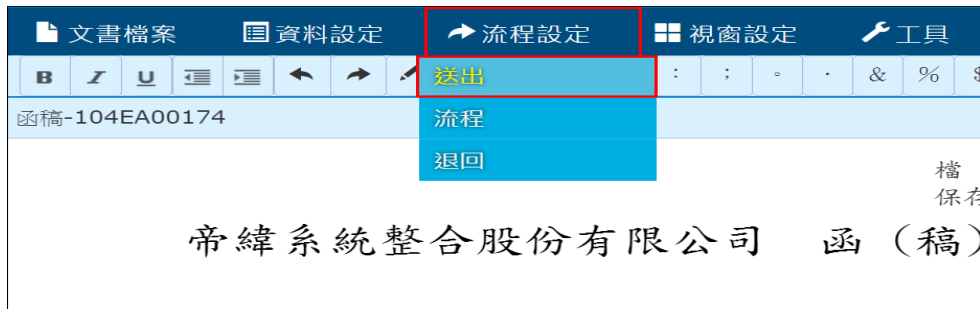 文書檔案 資料設定 流程設定 視窗設定 工具
B I U 送出 : ; 。 . & % $
函稿-104EA00174
流程
退回
檔
保存
帝緯系統整合股份有限公司 函（稿）